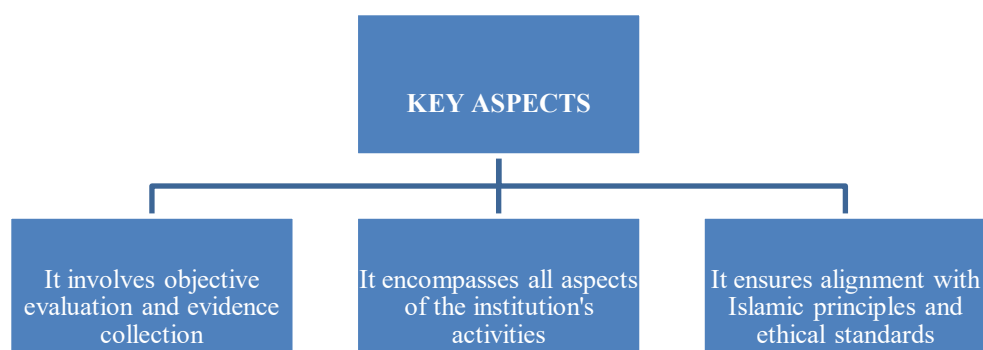 KEY ASPECTS
It involves objective
evaluation and evidence
collection
It encompasses all aspects
of the institution's
activities
It ensures alignment with
Islamic principles and
ethical standards